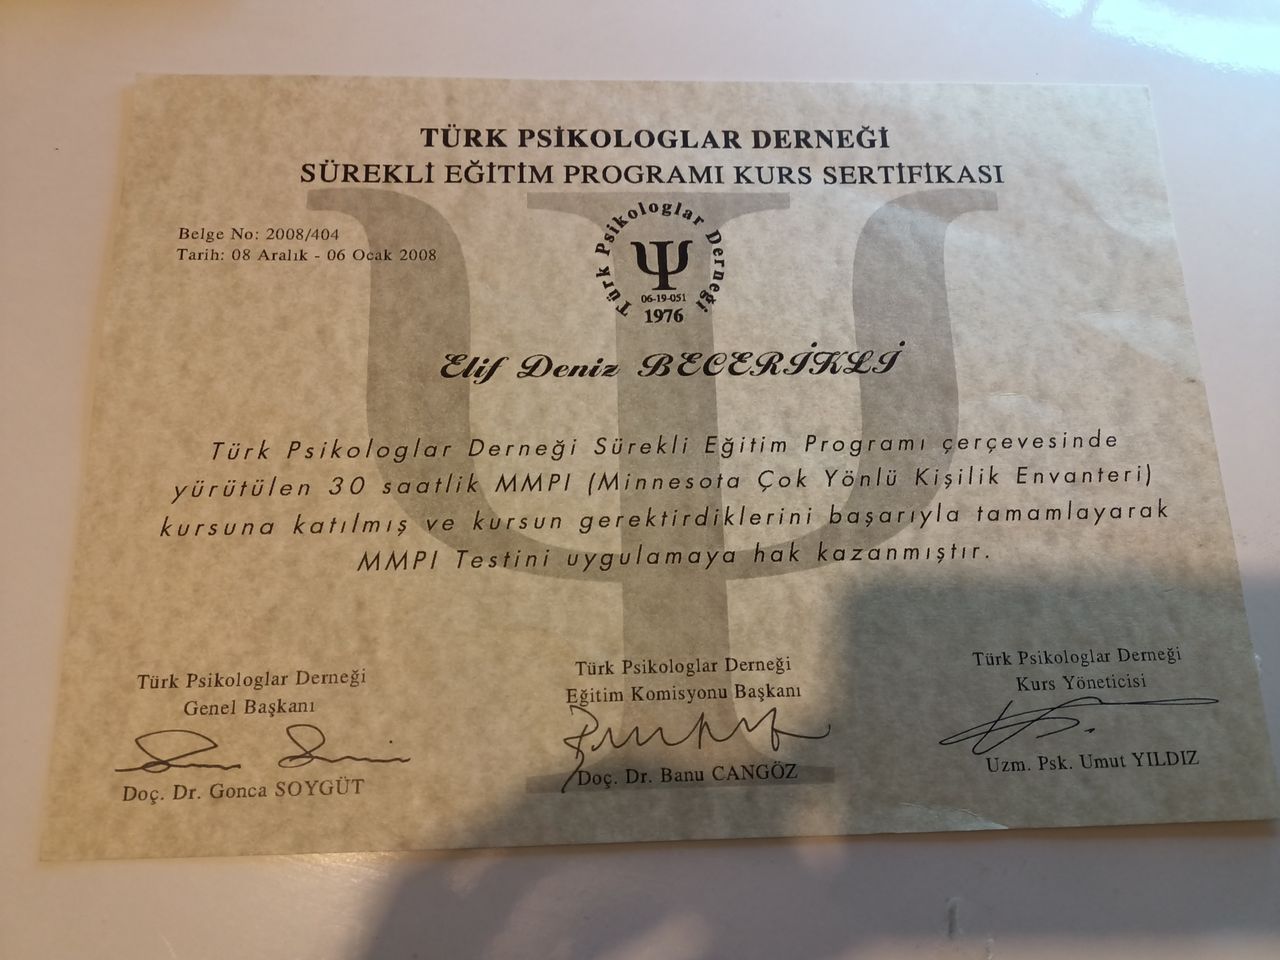 TÜRK PSİKOLOGLAR DERNEĞİ
SÜREKLİ EĞİTİM PROGRAMI KURS SERTİFİKASI
Belge No: 2008/404
Tarih: 08 Aralık - 06 Ocak 2008
Türk Psikologlar Derneği
Ψ
06-19-051
1976
Elif Deniz BECERİKLİ
Türk Psikologlar Derneği Sürekli Eğitim Programı çerçevesinde
yürütülen 30 saatlik MMPI (Minnesota Çok Yönlü Kişilik Envanteri)
kursuna katılmış ve kursun gerektirdiklerini başarıyla tamamlayarak
MMPI Testini uygulamaya hak kazanmıştır.
Türk Psikologlar Derneği
Genel Başkanı
Doç. Dr. Gonca SOYGÜT
Türk Psikologlar Derneği
Eğitim Komisyonu Başkanı
Doç. Dr. Banu CANGÖZ
Türk Psikologlar Derneği
Kurs Yöneticisi
Uzm. Psk. Umut YILDIZ